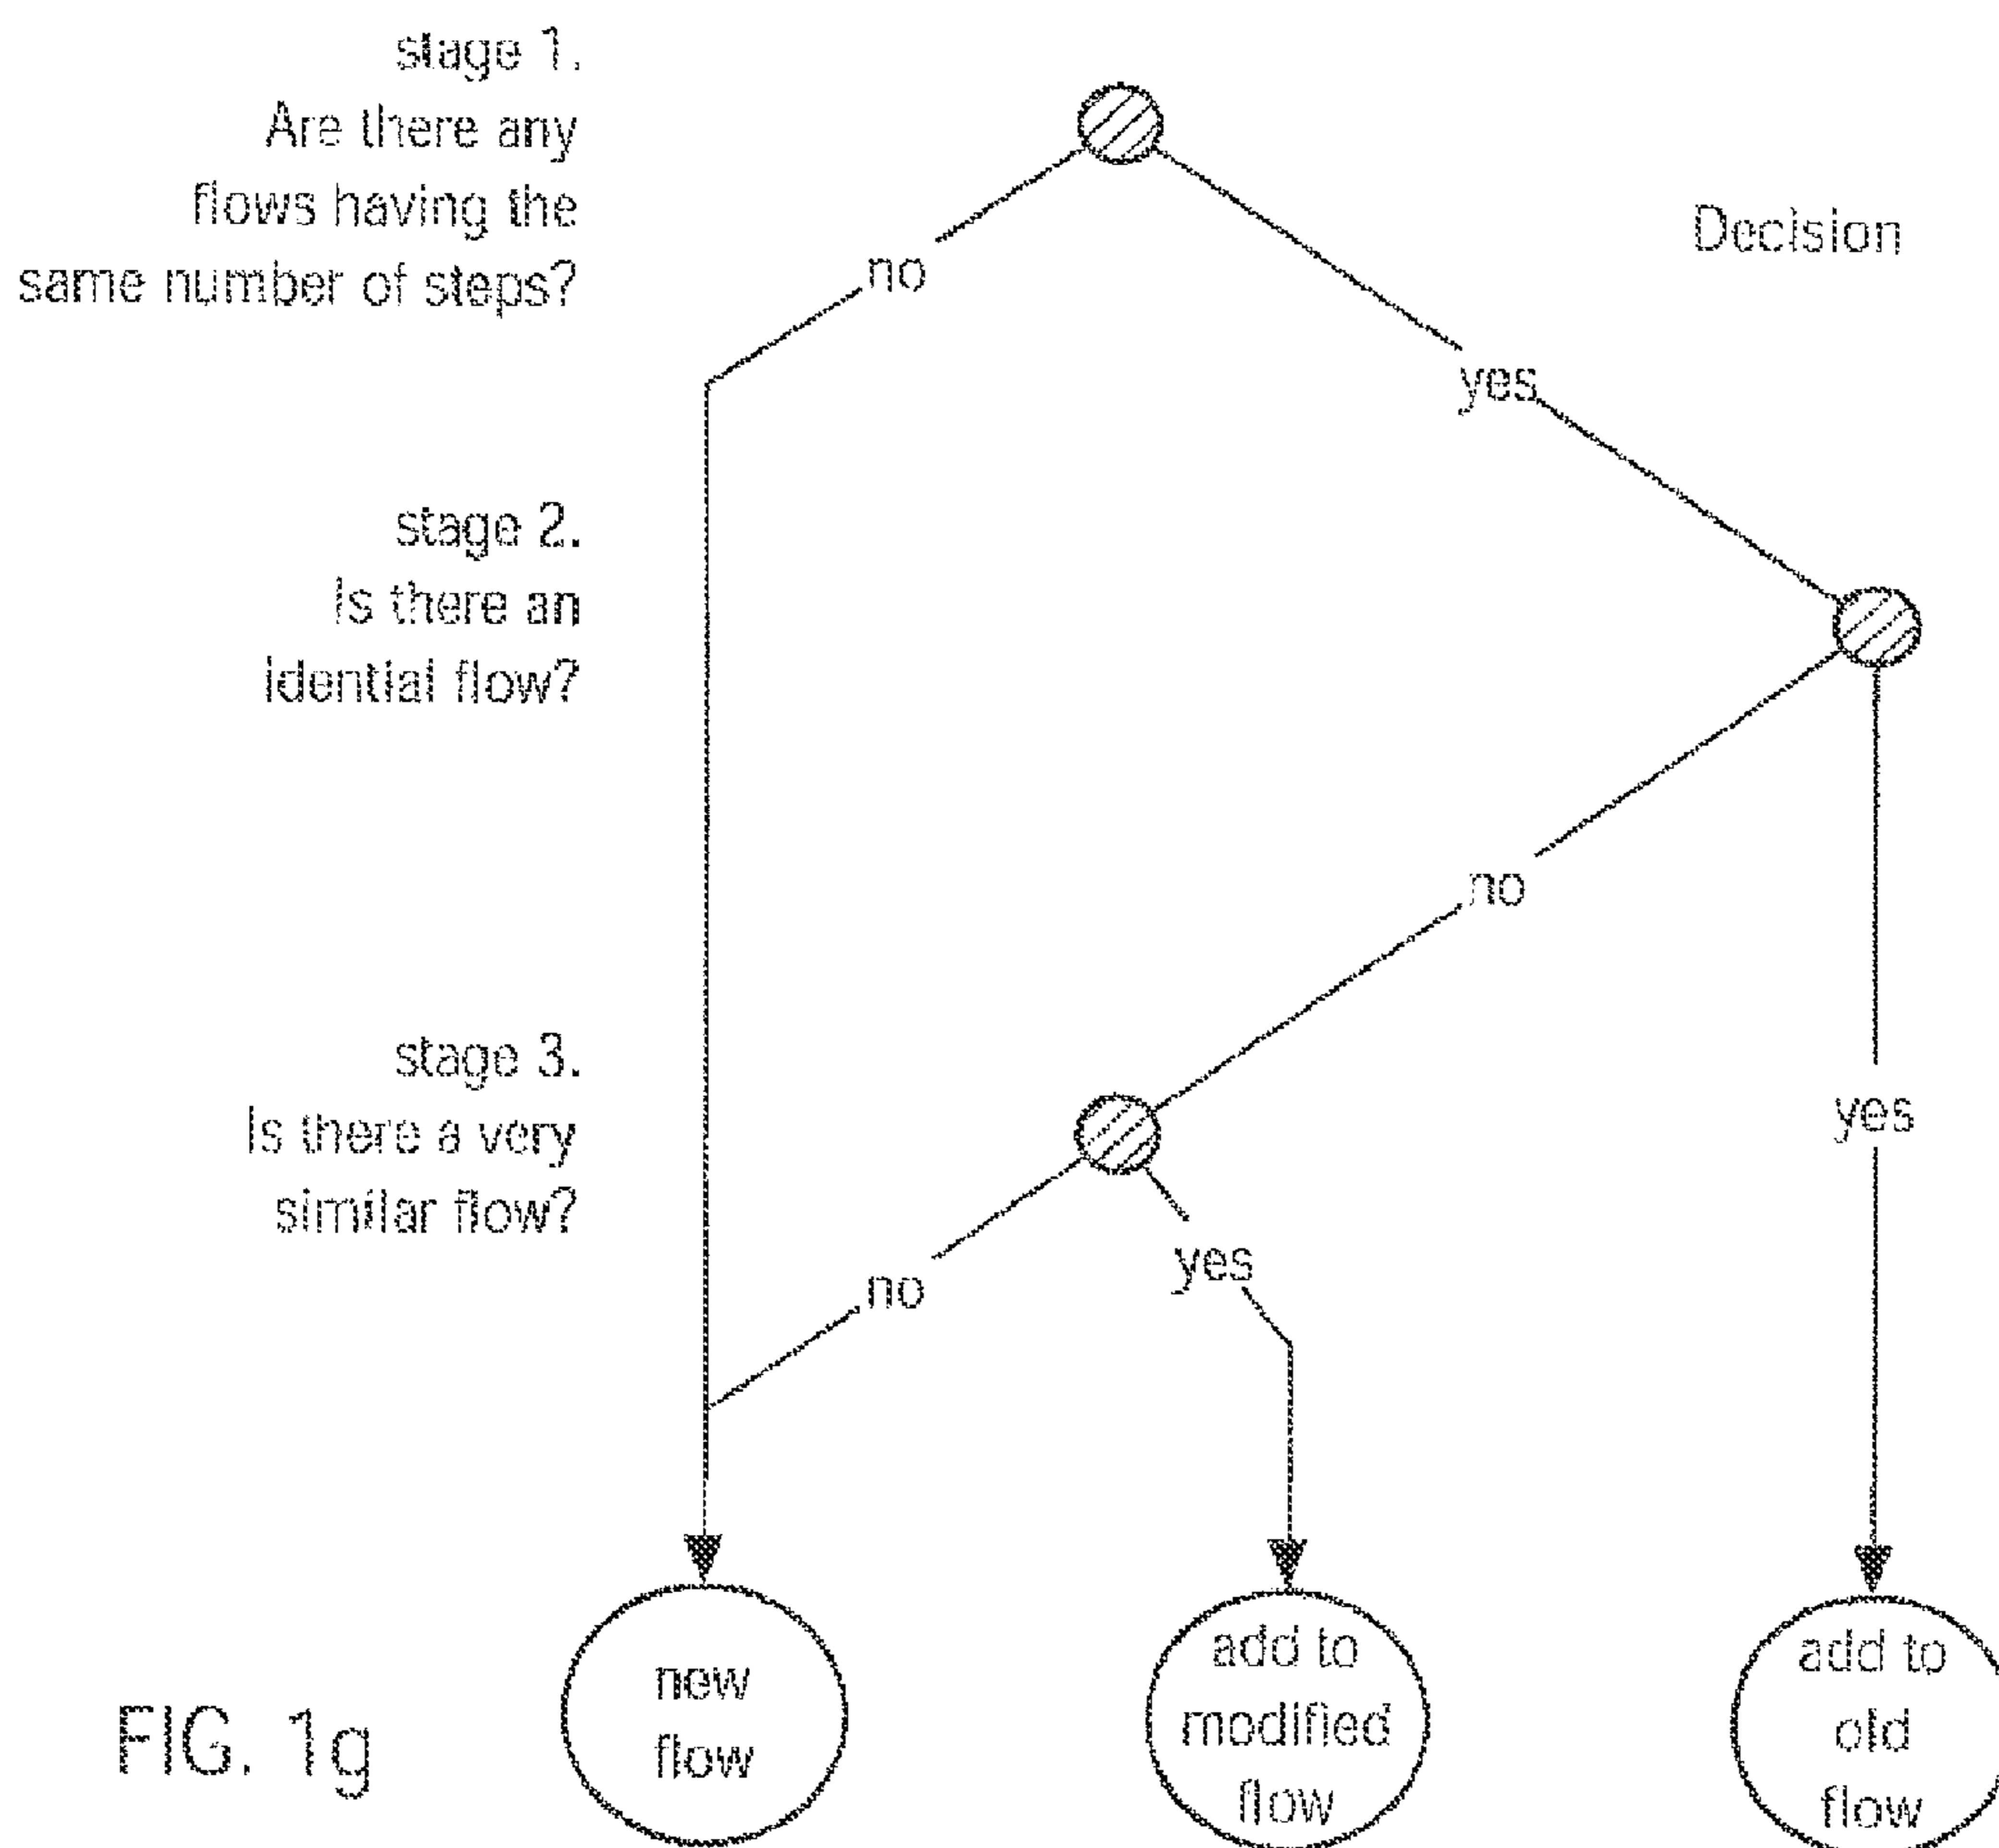 stage 1.
Are there any
flows having the
same number of steps?
Decision
no
yes
stage 2.
Is there an
idential flow?
no
stage 3.
Is there a very
similar flow?
yes
no
yes
new
flow
add to
modified
flow
add to
old
flow
FIG. 1g